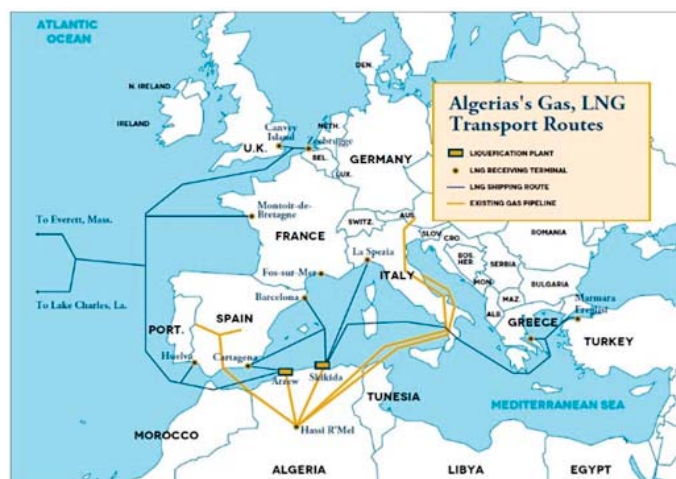 ATLANTIC
OCEAN
N. IRELAND
IRELAND
U.K.
Canvey
Island
Zeebrugge
NETH.
BEL.
LUX.
DEN.
GERMANY
Algerias's Gas, LNG
Transport Routes
LIQUEFICATION PLANT
LNG RECEIVING TERMINAL
LNG SHIPPING ROUTE
EXISTING GAS PIPELINE
Montoir-de-
Bretagne
To Everett, Mass.
To Lake Charles, La.
FRANCE
SWITZ.
AUS.
SLOV.
CRO.
BOS.
HER.
SERBIA
ROMANIA
BULGARIA
MON.
MAZ.
ALB.
La Spezia
ITALY
Fos-sur-Mer
Barcelona
PORT.
SPAIN
Huelva
Cartagena
Arzew
Skikida
GREECE
Marmara
TURKEY
TUNISIA
MEDITERRANEAN SEA
MOROCCO
Hassi R'Mel
ALGERIA
LIBYA
EGYPT